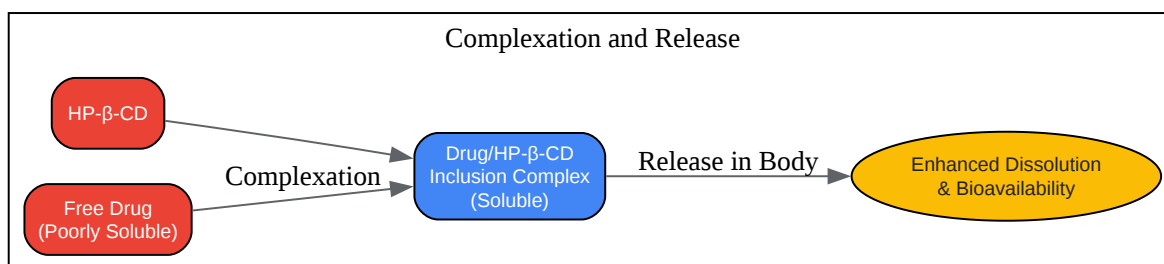 Complexation and Release
HP-β-CD
Free Drug
(Poorly Soluble)
Complexation
Drug/HP-β-CD
Inclusion Complex
(Soluble)
Release in Body
Enhanced Dissolution
& Bioavailability